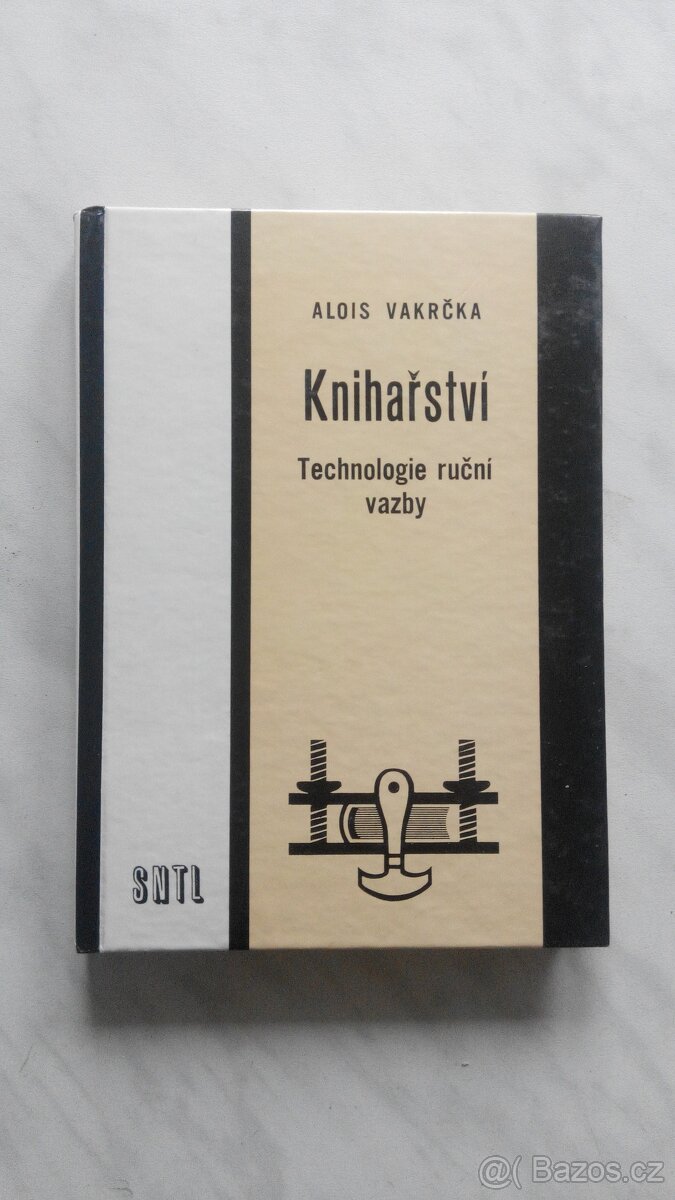 ALOIS VAKRČKA
Knihařství
Technologie ruční
vazby
SNTL
@( Bazos.cz